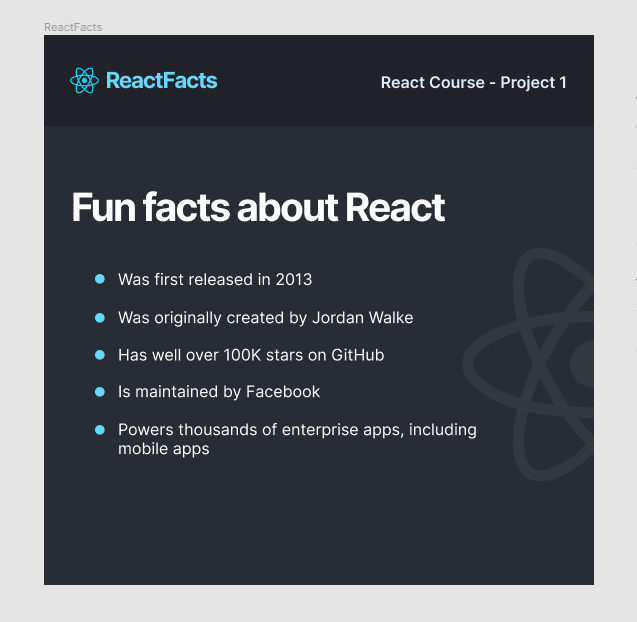 ReactFacts
ReactFacts
React Course - Project 1
Fun facts about React
Was first released in 2013
Was originally created by Jordan Walke
Has well over 100K stars on GitHub
Is maintained by Facebook
Powers thousands of enterprise apps, including
mobile apps